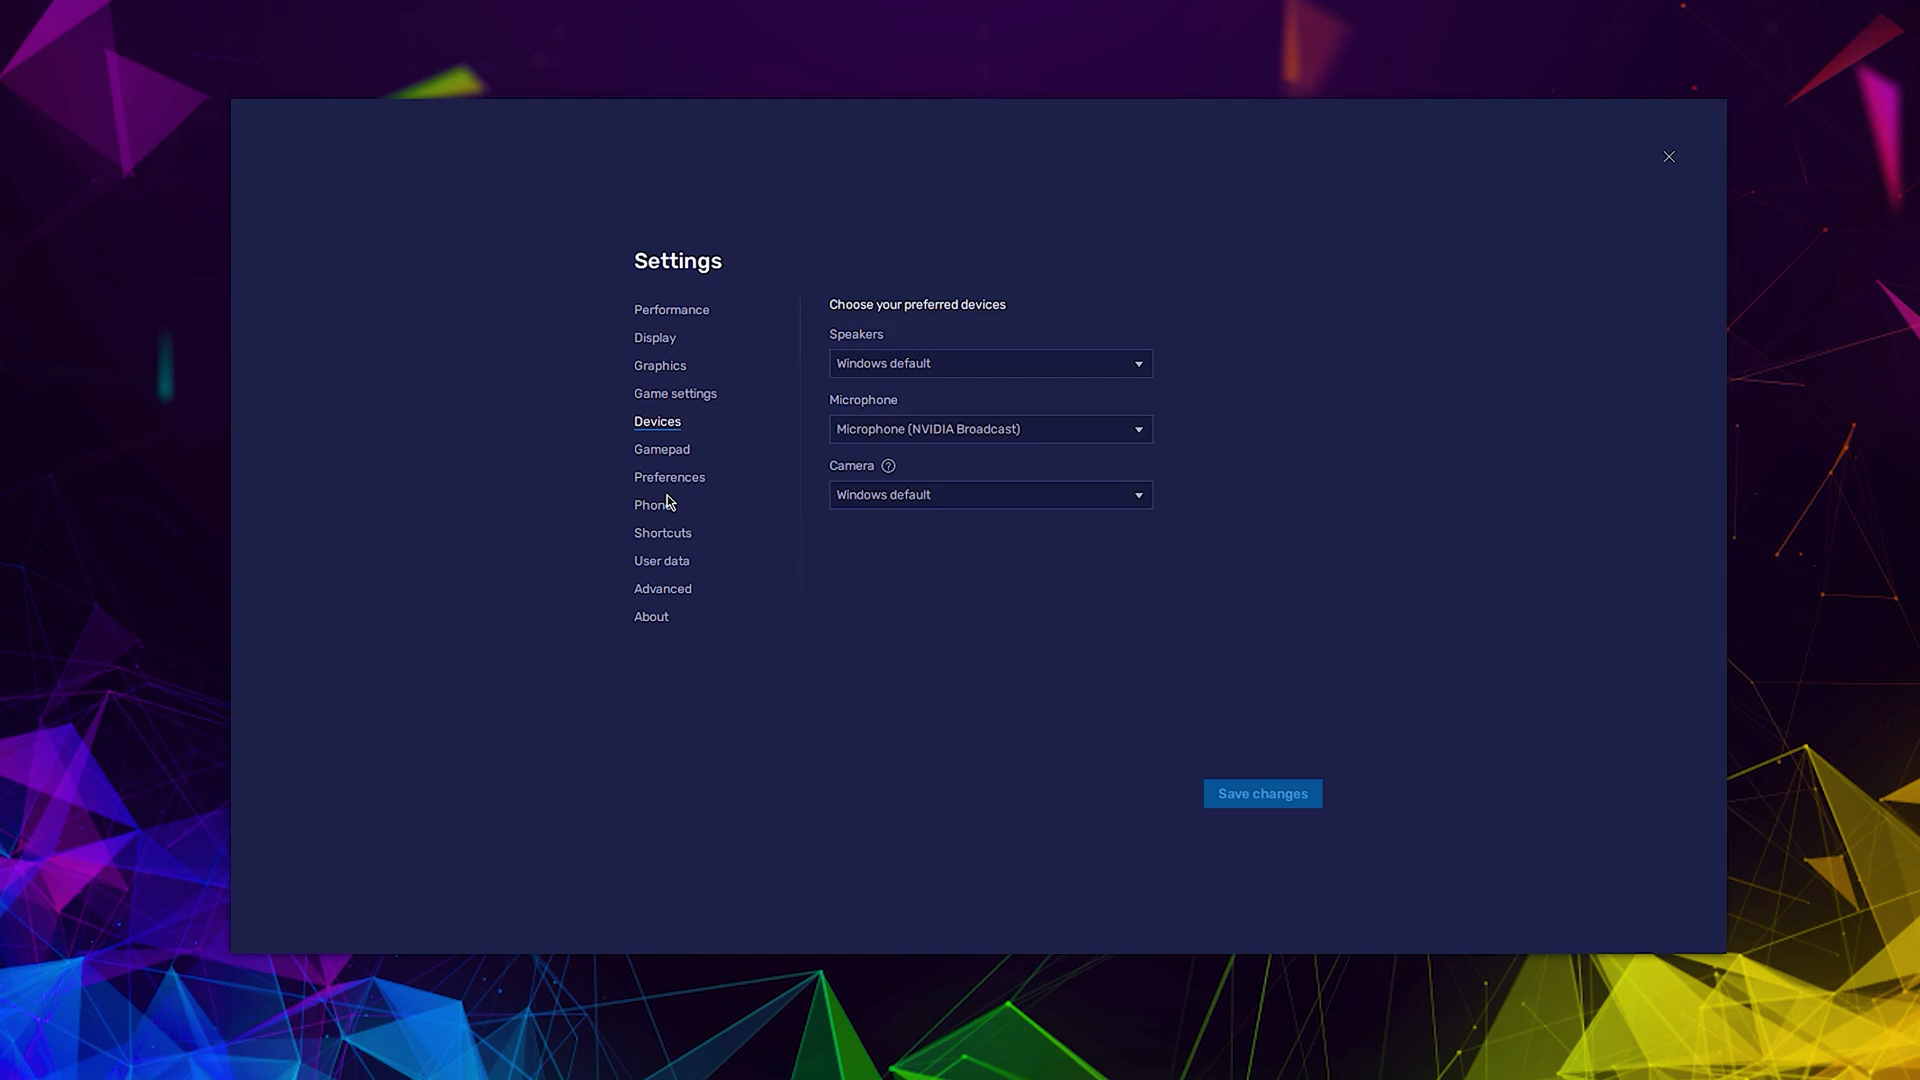 Settings
Performance
Display
Graphics
Game settings
Devices
Gamepad
Preferences
Phone
Shortcuts
User data
Advanced
About
Choose your preferred devices
Speakers
Windows default
Microphone
Microphone (NVIDIA Broadcast)
Camera ?
Windows default
Save changes